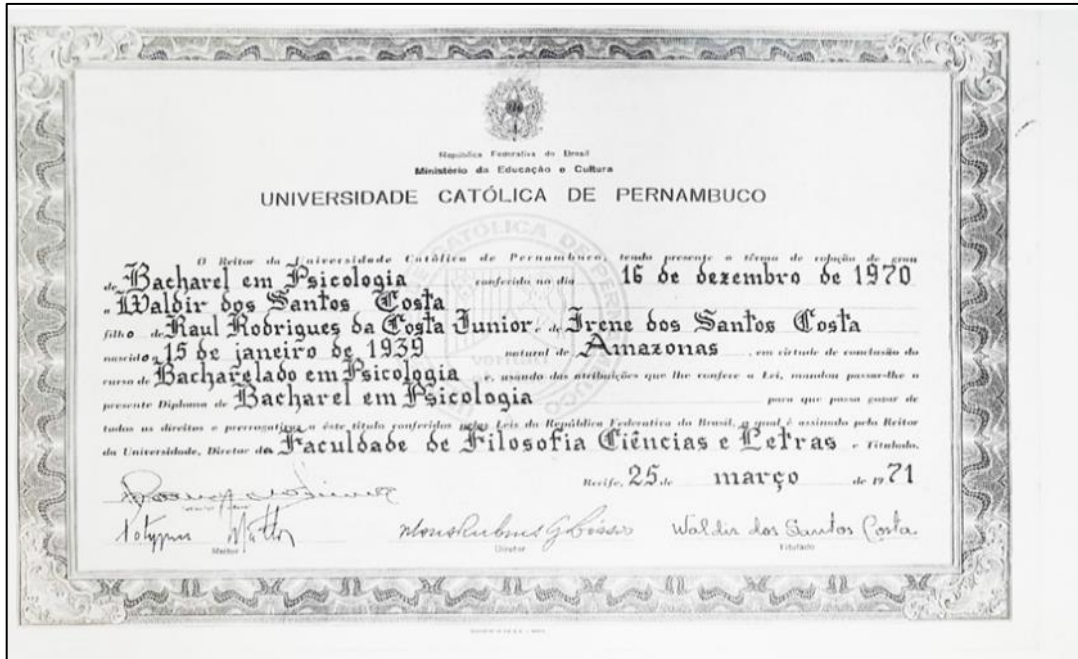 República Federativa do Brasil
Ministério da Educação e Cultura
UNIVERSIDADE CATÓLICA DE PERNAMBUCO
O Reitor da Universidade Católica de Pernambuco, tendo presente o têrmo de colação de grau
de Bacharel em Psicologia conferido no dia 16 de dezembro de 1970
a Waldir dos Santos Costa
filho de Raul Rodrigues da Costa Junior. de Irene dos Santos Costa
nascido a 15 de janeiro de 1939 natural de Amazonas , em virtude de conclusão do
curso de Bacharelado em Psicologia e, usando das atribuições que lhe confere a Lei, mandou passar-lhe o
presente Diploma de Bacharel em Psicologia para que possa gozar de
todos os direitos e prerrogativas a êste título conferidos pelas Leis da República Federativa do Brasil, o qual é assinado pelo Reitor
da Universidade, Diretor da Faculdade de Filosofia Ciências e Letras e Titulado.
Recife, 25 de março de 1971
Waldir dos Santos Costa
Reitor Diretor Titulado